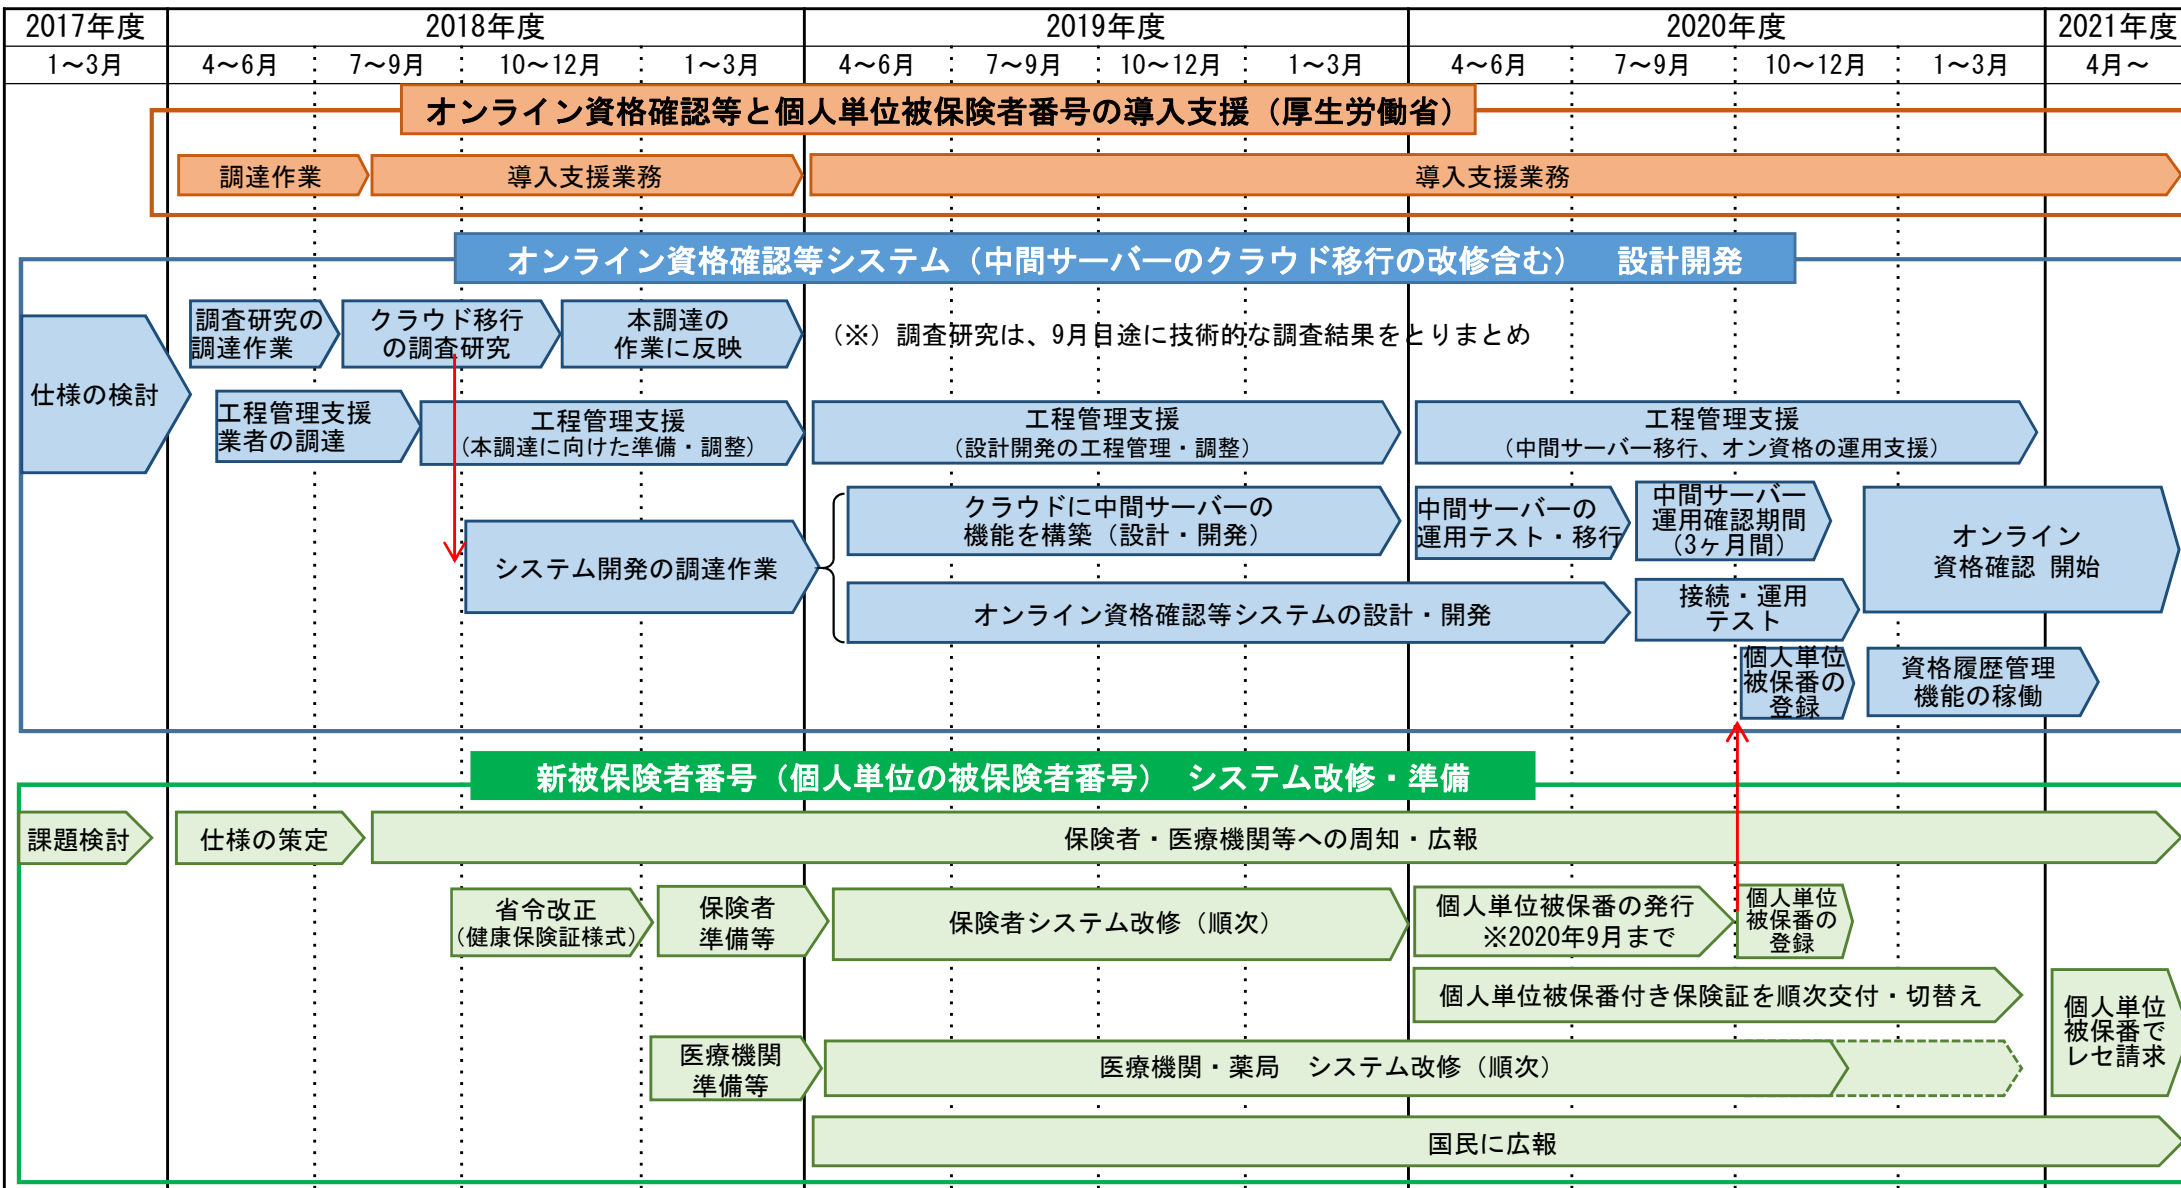 2017年度
2018年度
2019年度
2020年度
2021年度
1～3月
4～6月
7～9月
10～12月
1～3月
4～6月
7～9月
10～12月
1～3月
4～6月
7～9月
10～12月
1～3月
4月～
オンライン資格確認等と個人単位被保険者番号の導入支援（厚生労働省）
調達作業
導入支援業務
導入支援業務
オンライン資格確認等システム（中間サーバーのクラウド移行の改修含む）　設計開発
仕様の検討
調査研究の
調達作業
クラウド移行
の調査研究
本調達の
作業に反映
（※）調査研究は、9月目途に技術的な調査結果をとりまとめ
工程管理支援
業者の調達
工程管理支援
（本調達に向けた準備・調整）
工程管理支援
（設計開発の工程管理・調整）
工程管理支援
（中間サーバー移行、オン資格の運用支援）
システム開発の調達作業
クラウドに中間サーバーの
機能を構築（設計・開発）
中間サーバーの
運用テスト・移行
中間サーバー
運用確認期間
（3ヶ月間）
オンライン
資格確認 開始
オンライン資格確認等システムの設計・開発
接続・運用
テスト
個人単位
被保番の
登録
資格履歴管理
機能の稼働
新被保険者番号（個人単位の被保険者番号）　システム改修・準備
課題検討
仕様の策定
保険者・医療機関等への周知・広報
省令改正
（健康保険証様式）
保険者
準備等
保険者システム改修（順次）
個人単位被保番の発行
※2020年9月まで
個人単位
被保番の
登録
個人単位被保番付き保険証を順次交付・切替え
個人単位
被保番で
レセ請求
医療機関
準備等
医療機関・薬局　システム改修（順次）
国民に広報